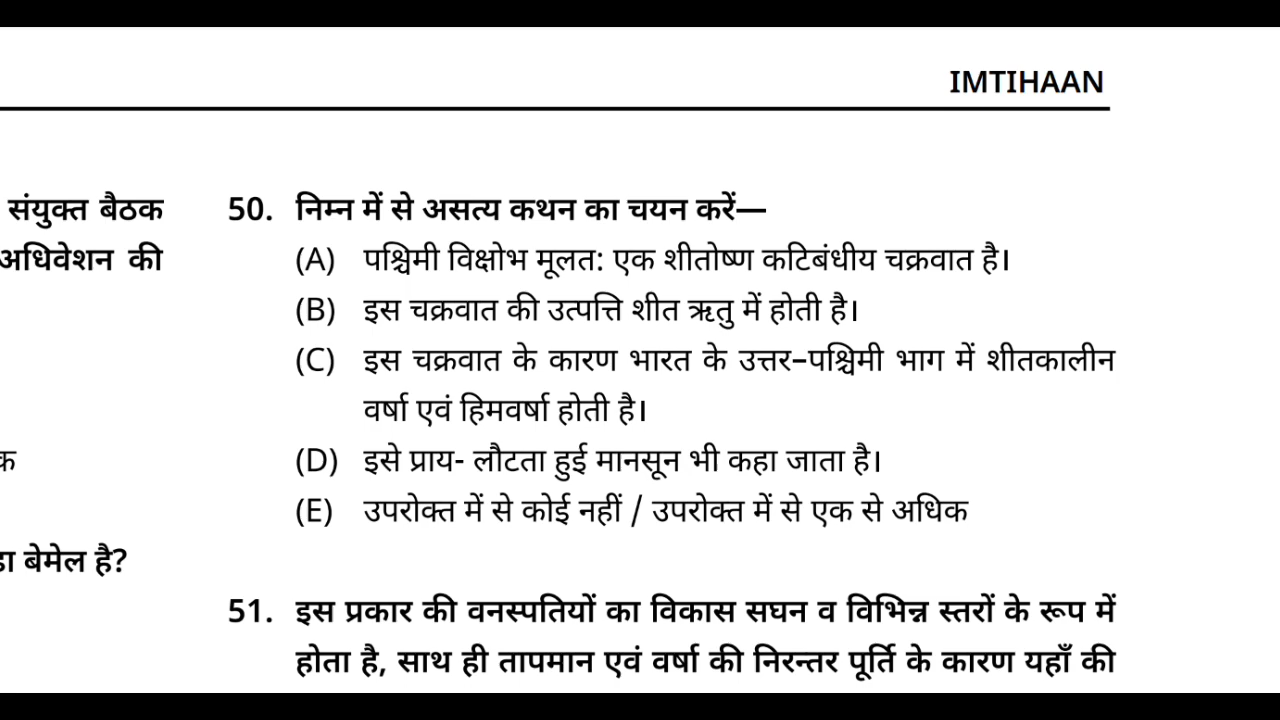 IMTIHAAN
संयुक्त बैठक
अधिवेशन की
क
बेमेल है?
50. निम्न में से असत्य कथन का चयन करें—
(A) पश्चिमी विक्षोभ मूलत: एक शीतोष्ण कटिबंधीय चक्रवात है।
(B) इस चक्रवात की उत्पत्ति शीत ऋतु में होती है।
(C) इस चक्रवात के कारण भारत के उत्तर–पश्चिमी भाग में शीतकालीन
वर्षा एवं हिमवर्षा होती है।
(D) इसे प्राय- लौटता हुई मानसून भी कहा जाता है।
(E) उपरोक्त में से कोई नहीं / उपरोक्त में से एक से अधिक
51. इस प्रकार की वनस्पतियों का विकास सघन व विभिन्न स्तरों के रूप में
होता है, साथ ही तापमान एवं वर्षा की निरन्तर पूर्ति के कारण यहाँ की